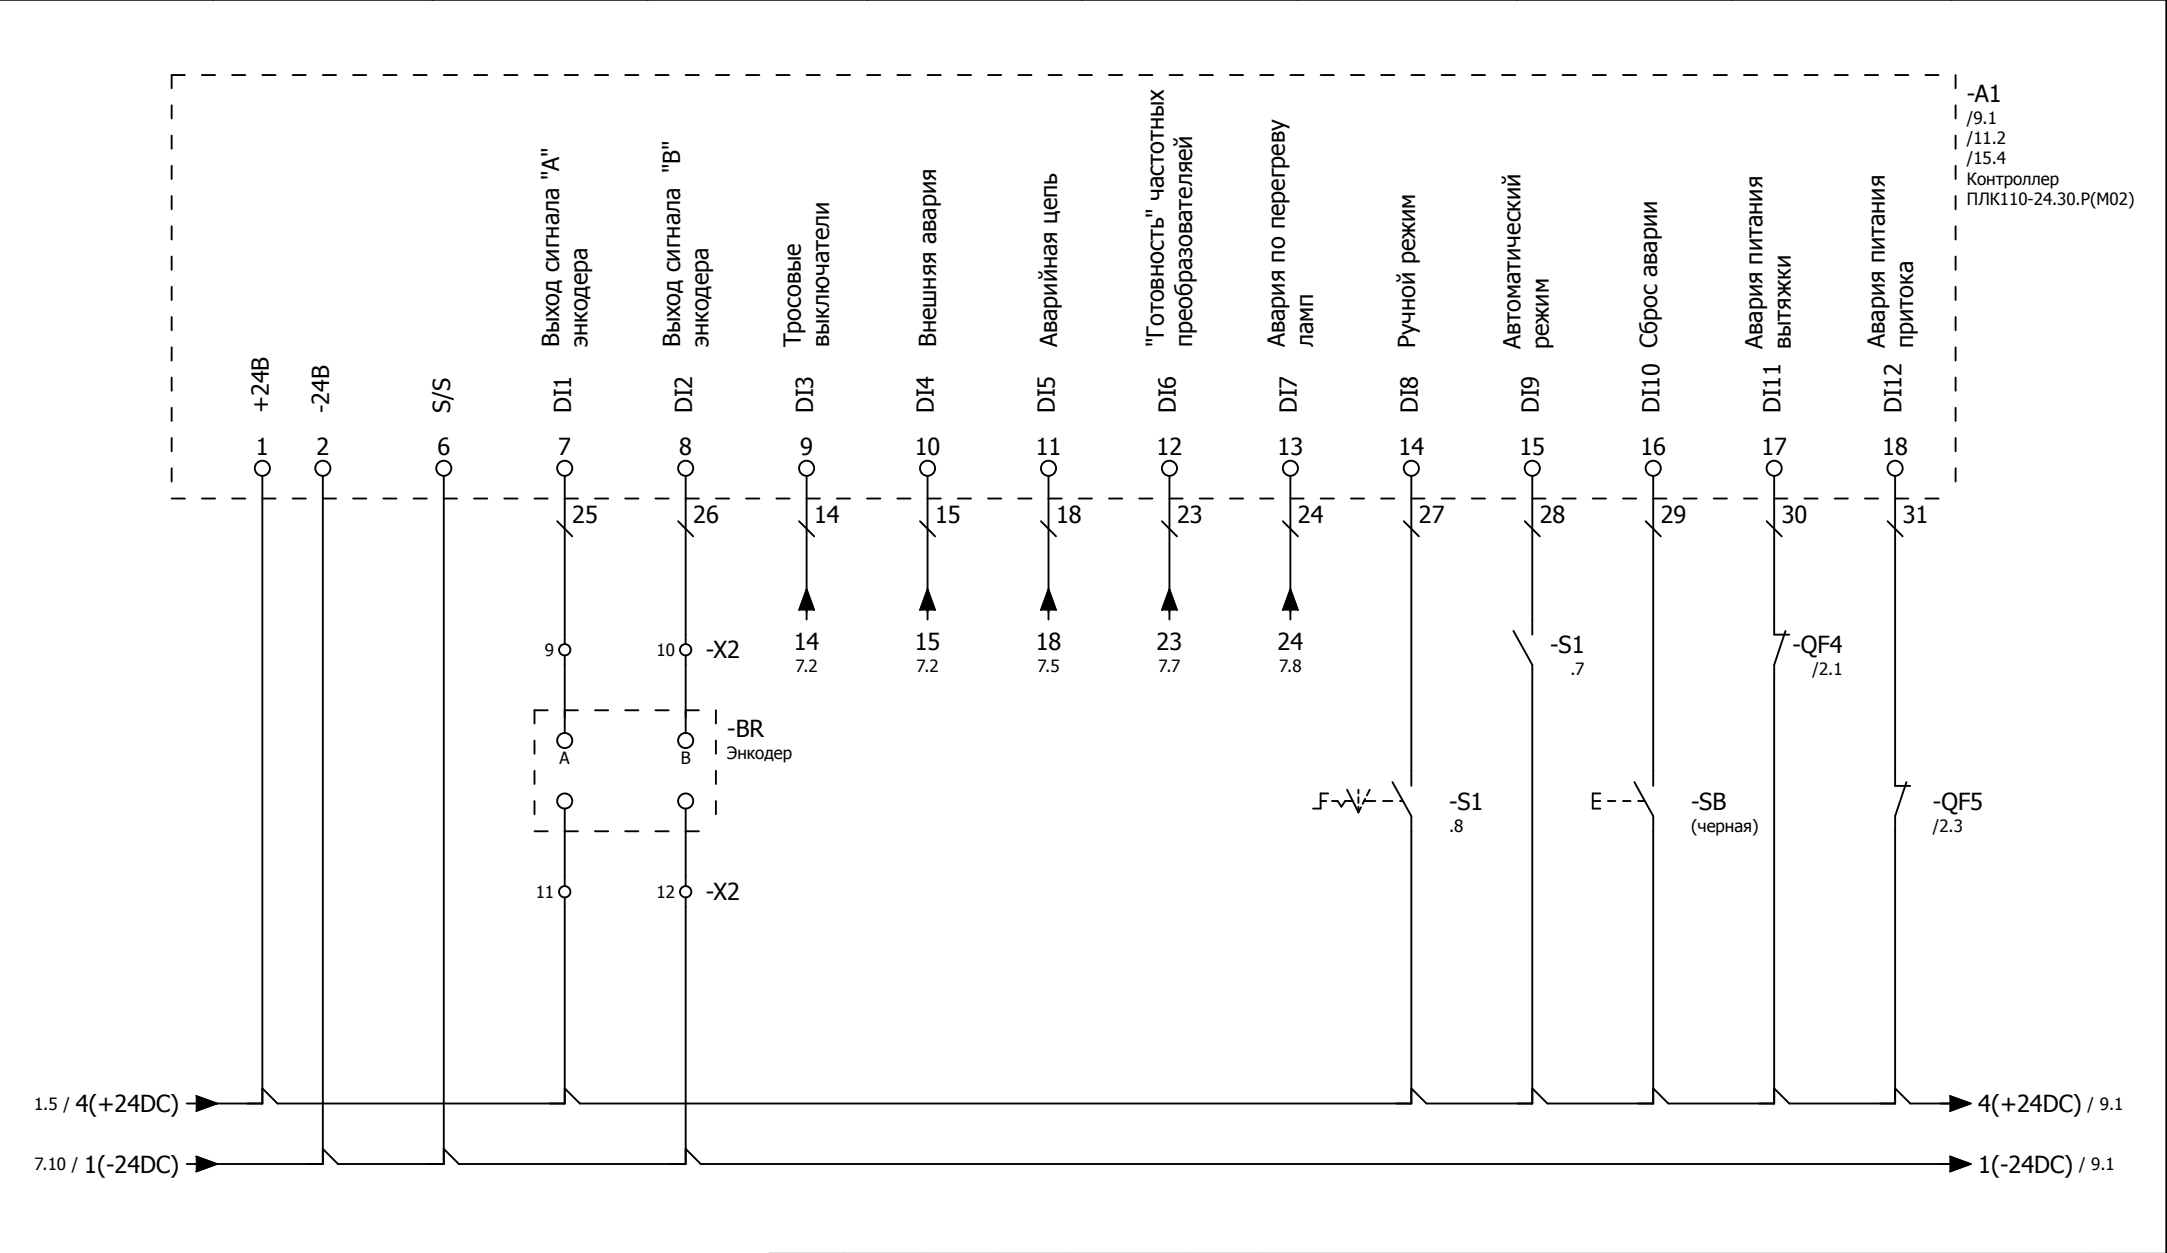 -A1
/9.1
/11.2
/15.4
Контроллер
ПЛК110-24.30.Р(М02)
+24В
-24В
S/S
Выход сигнала "А"
энкодера
DI1
Выход сигнала "В"
энкодера
DI2
Тросовые
выключатели
DI3
Внешняя авария
DI4
Аварийная цепь
DI5
"Готовность" частотных
преобразователяей
DI6
Авария по перегреву
ламп
DI7
Ручной режим
DI8
Автоматический
режим
DI9
Сброс аварии
DI10
Авария питания
вытяжки
DI11
Авария питания
притока
DI12
1 2 6 7 8 9 10 11 12 13 14 15 16 17 18
25 26 14 15 18 23 24 27 28 29 30 31
9 10 -X2
14 15 18 23 24
7.2 7.2 7.5 7.7 7.8
-S1
.7
-QF4
/2.1
-BR
Энкодер
A B
-S1
.8
-SB
(черная)
-QF5
/2.3
11 12 -X2
1.5 / 4(+24DC) 4(+24DC) / 9.1
7.10 / 1(-24DC) 1(-24DC) / 9.1